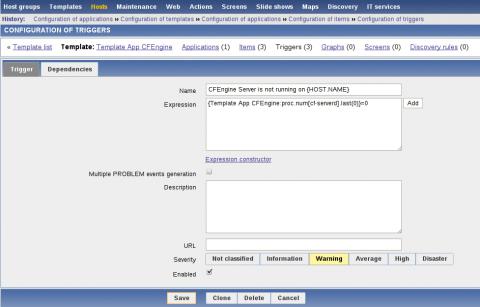 Host groups Templates Hosts Maintenance Web Actions Screens Slide shows Maps Discovery IT services
History: Configuration of applications » Configuration of templates » Configuration of applications » Configuration of items » Configuration of triggers
CONFIGURATION OF TRIGGERS
« Template list Template: Template App CFEngine Applications (1) Items (3) Triggers (3) Graphs (0) Screens (0) Discovery rules (0)
Trigger Dependencies
Name CFEngine Server is not running on {HOST.NAME}
Expression {Template App CFEngine:proc.num[cf-serverd].last(0)}=0 Add
Expression constructor
Multiple PROBLEM events generation
Description
URL
Severity Not classified Information Warning Average High Disaster
Enabled
Save Clone Delete Cancel